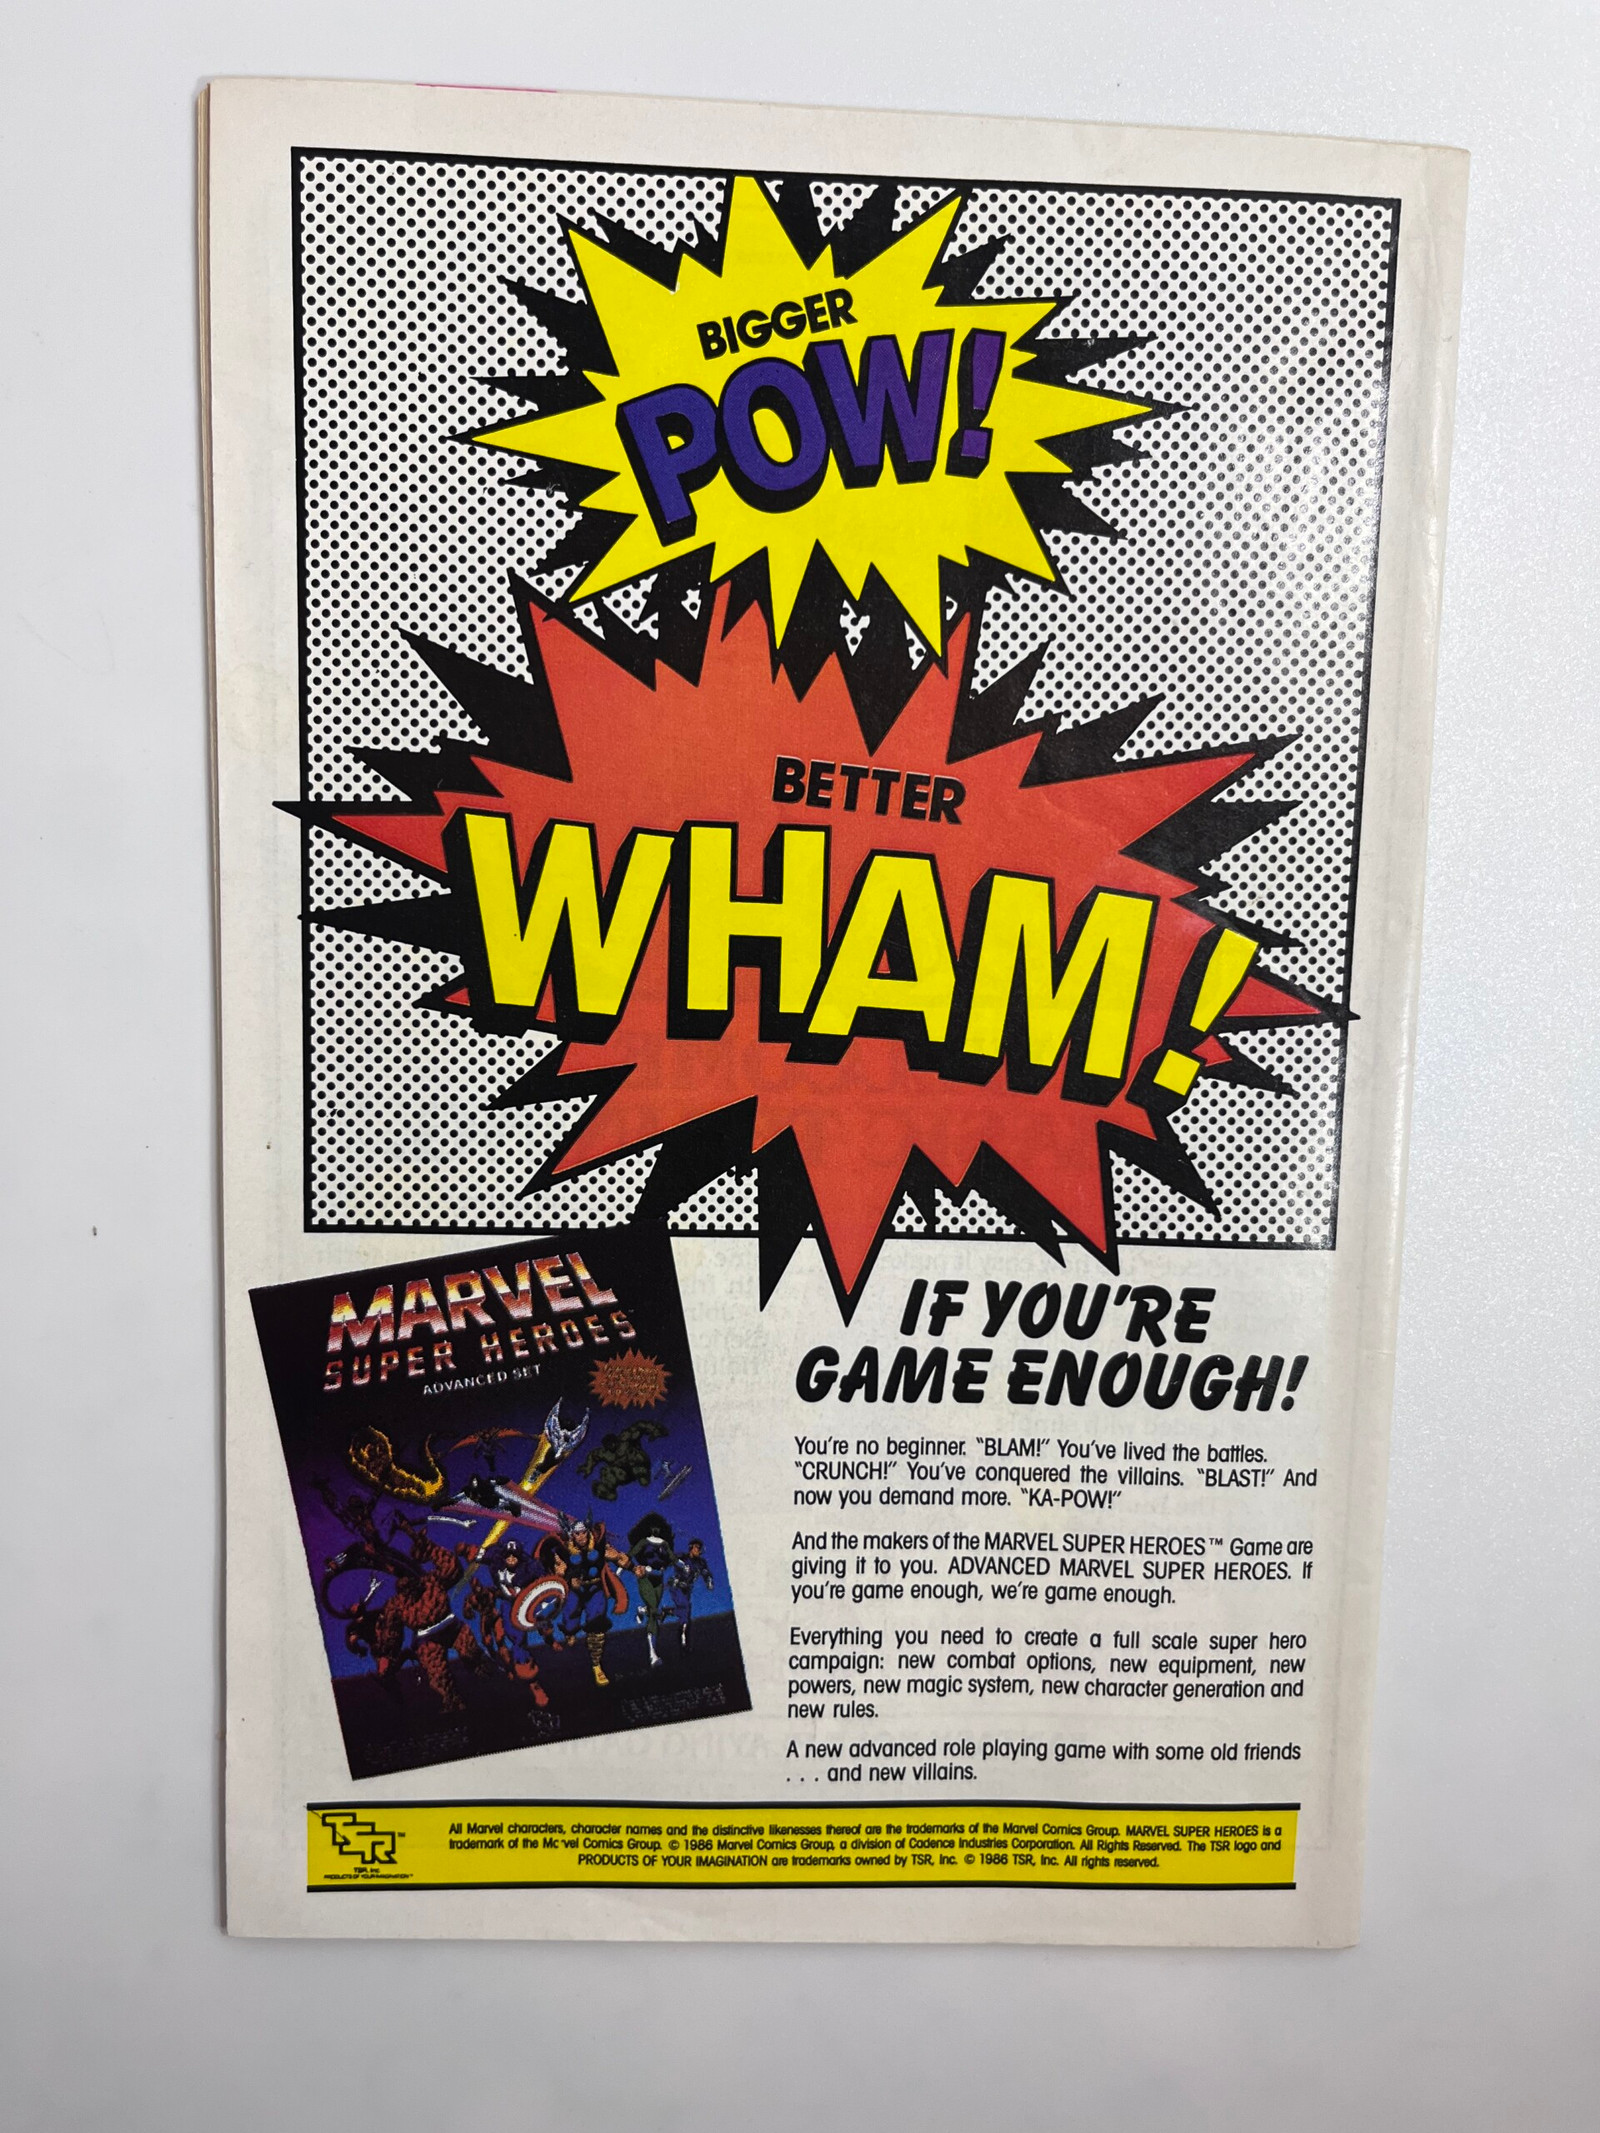 BIGGER
POW!
BETTER
WHAM!
MARVEL
SUPER HEROES
ADVANCED SET
IF YOU'RE
GAME ENOUGH!
You're no beginner. "BLAM!" You've lived the battles.
"CRUNCH!" You've conquered the villains. "BLAST!" And
now you demand more. "KA-POW!"
And the makers of the MARVEL SUPER HEROES™ Game are
giving it to you. ADVANCED MARVEL SUPER HEROES. If
you're game enough, we're game enough.
Everything you need to create a full scale super hero
campaign: new combat options, new equipment, new
powers, new magic system, new character generation and
new rules.
A new advanced role playing game with some old friends
. . . and new villains.
TSR™
TSR, Inc.
PRODUCTS OF YOUR IMAGINATION™
All Marvel characters, character names and the distinctive likenesses thereof are the trademarks of the Marvel Comics Group. MARVEL SUPER HEROES is a
trademark of the Marvel Comics Group. © 1986 Marvel Comics Group, a division of Cadence Industries Corporation. All Rights Reserved. The TSR logo and
PRODUCTS OF YOUR IMAGINATION are trademarks owned by TSR, Inc. © 1986 TSR, Inc. All rights reserved.